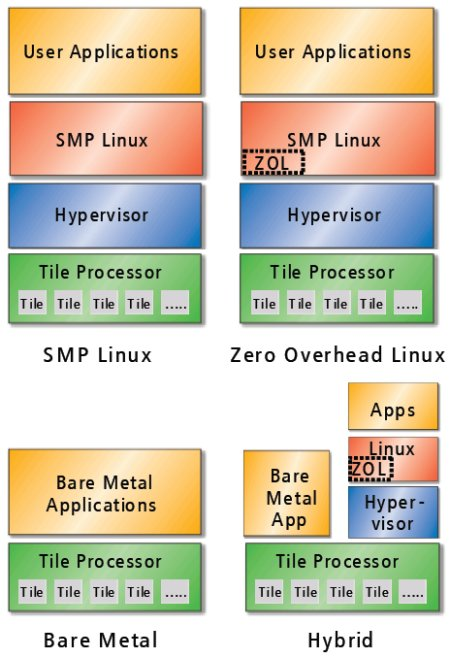 User Applications
SMP Linux
Hypervisor
Tile Processor
Tile Tile Tile Tile .....
SMP Linux
User Applications
SMP Linux
ZOL
Hypervisor
Tile Processor
Tile Tile Tile Tile .....
Zero Overhead Linux
Bare Metal
Applications
Tile Processor
Tile Tile Tile Tile .....
Bare Metal
Bare
Metal
App
Apps
Linux
ZOL
Hyper-
visor
Tile Processor
Tile Tile Tile Tile .....
Hybrid